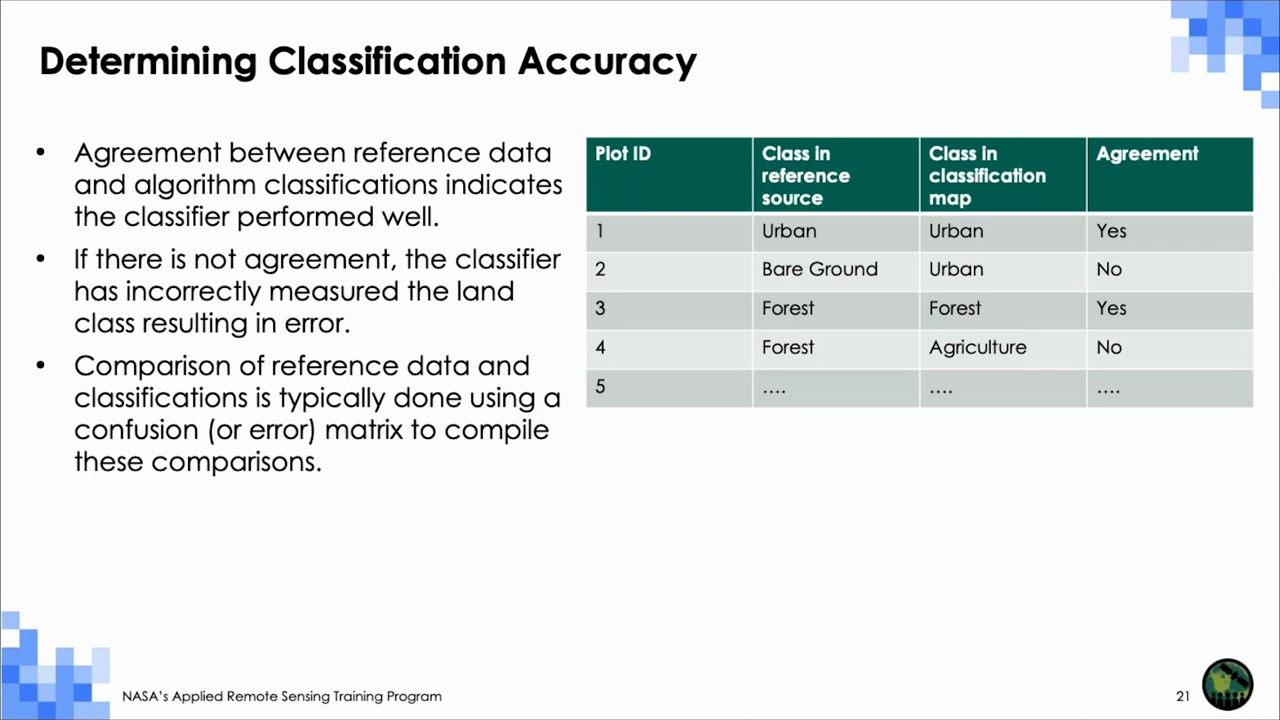 Determining Classification Accuracy
• Agreement between reference data
and algorithm classifications indicates
the classifier performed well.
• If there is not agreement, the classifier
has incorrectly measured the land
class resulting in error.
• Comparison of reference data and
classifications is typically done using a
confusion (or error) matrix to compile
these comparisons.
Plot ID | Class in reference source | Class in classification map | Agreement
1 | Urban | Urban | Yes
2 | Bare Ground | Urban | No
3 | Forest | Forest | Yes
4 | Forest | Agriculture | No
5 | .... | .... | ....
NASA's Applied Remote Sensing Training Program
21